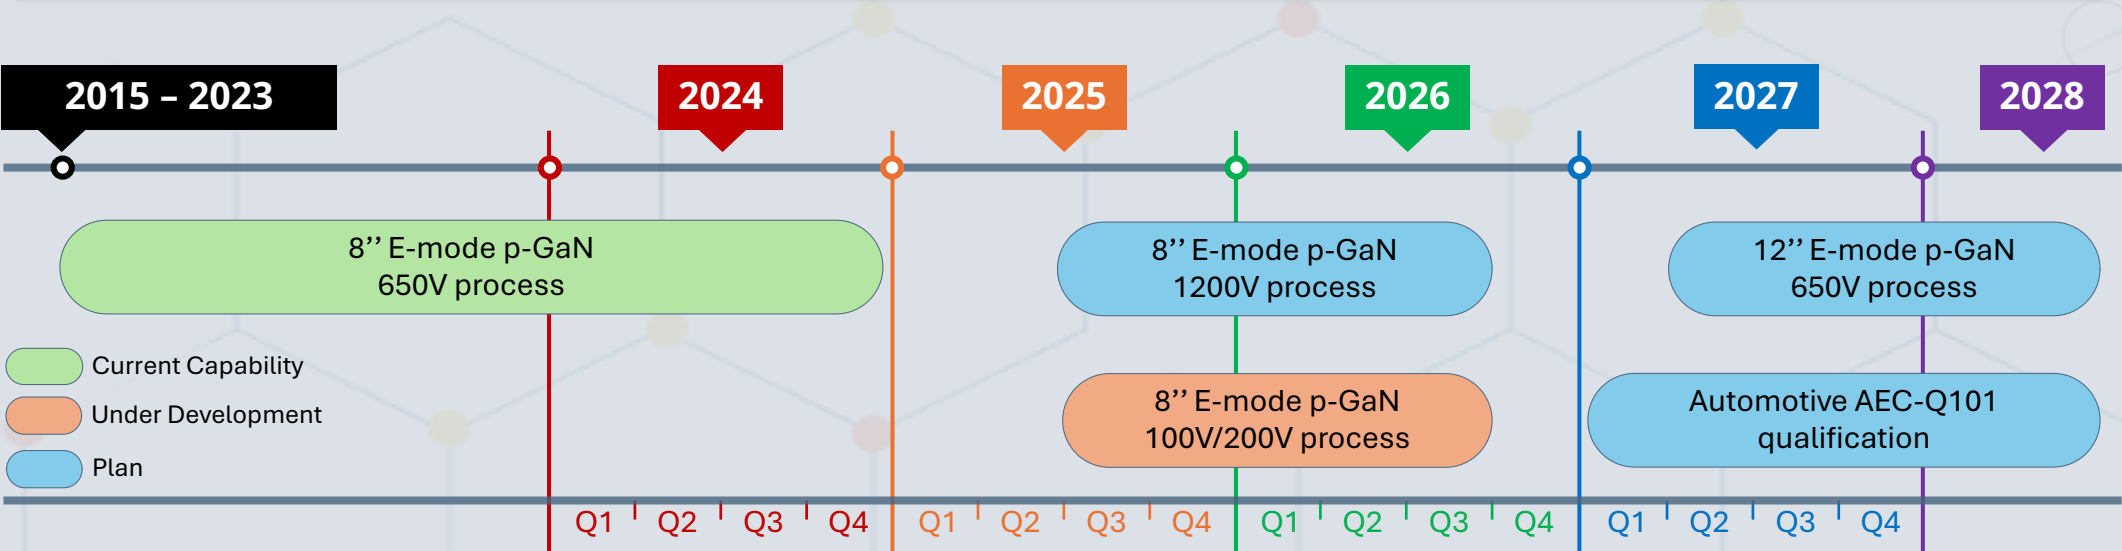 2015 – 2023
2024
2025
2026
2027
2028
8’’ E-mode p-GaN
650V process
8’’ E-mode p-GaN
1200V process
12’’ E-mode p-GaN
650V process
Current Capability
Under Development
Plan
8’’ E-mode p-GaN
100V/200V process
Automotive AEC-Q101
qualification
Q1 Q2 Q3 Q4 Q1 Q2 Q3 Q4 Q1 Q2 Q3 Q4 Q1 Q2 Q3 Q4